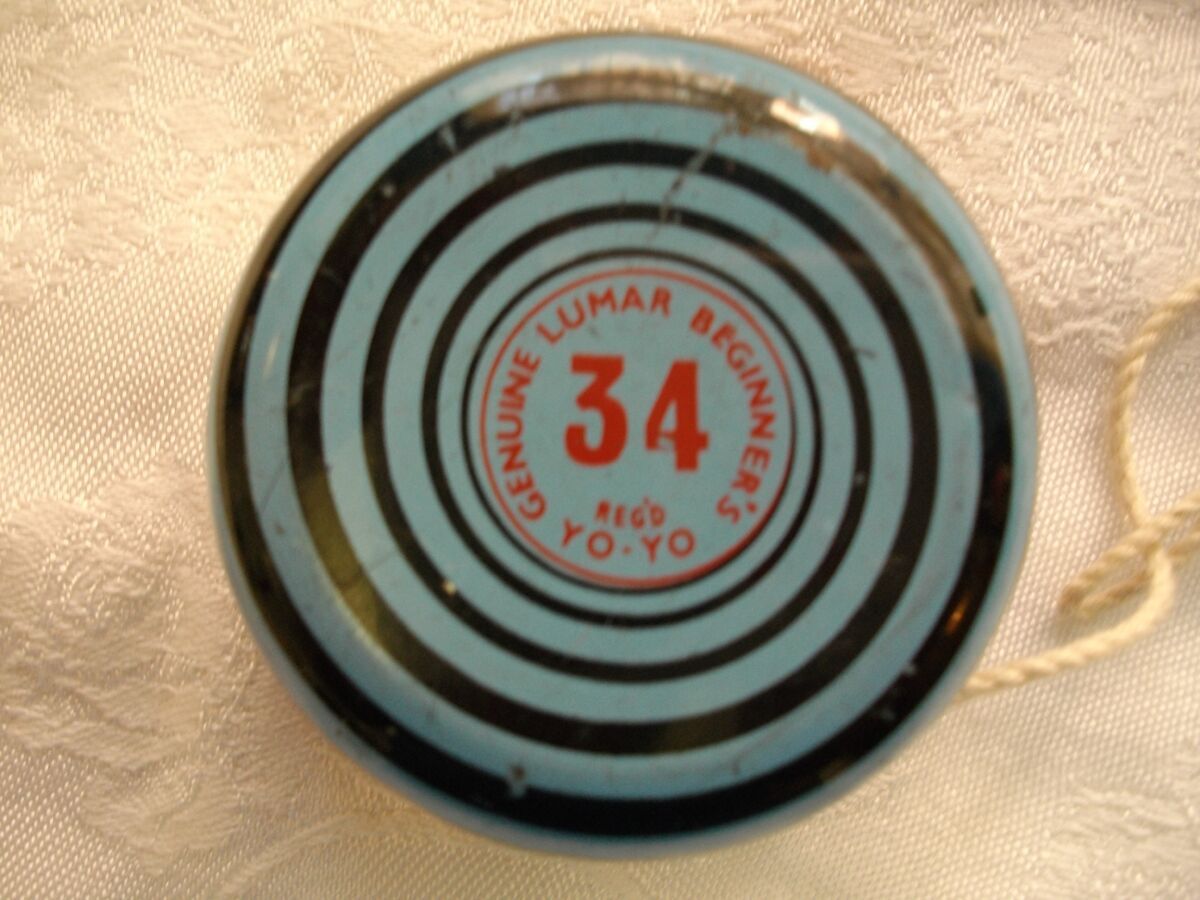 GENUINE LUMAR BEGINNER'S
34
REG'D
YO-YO